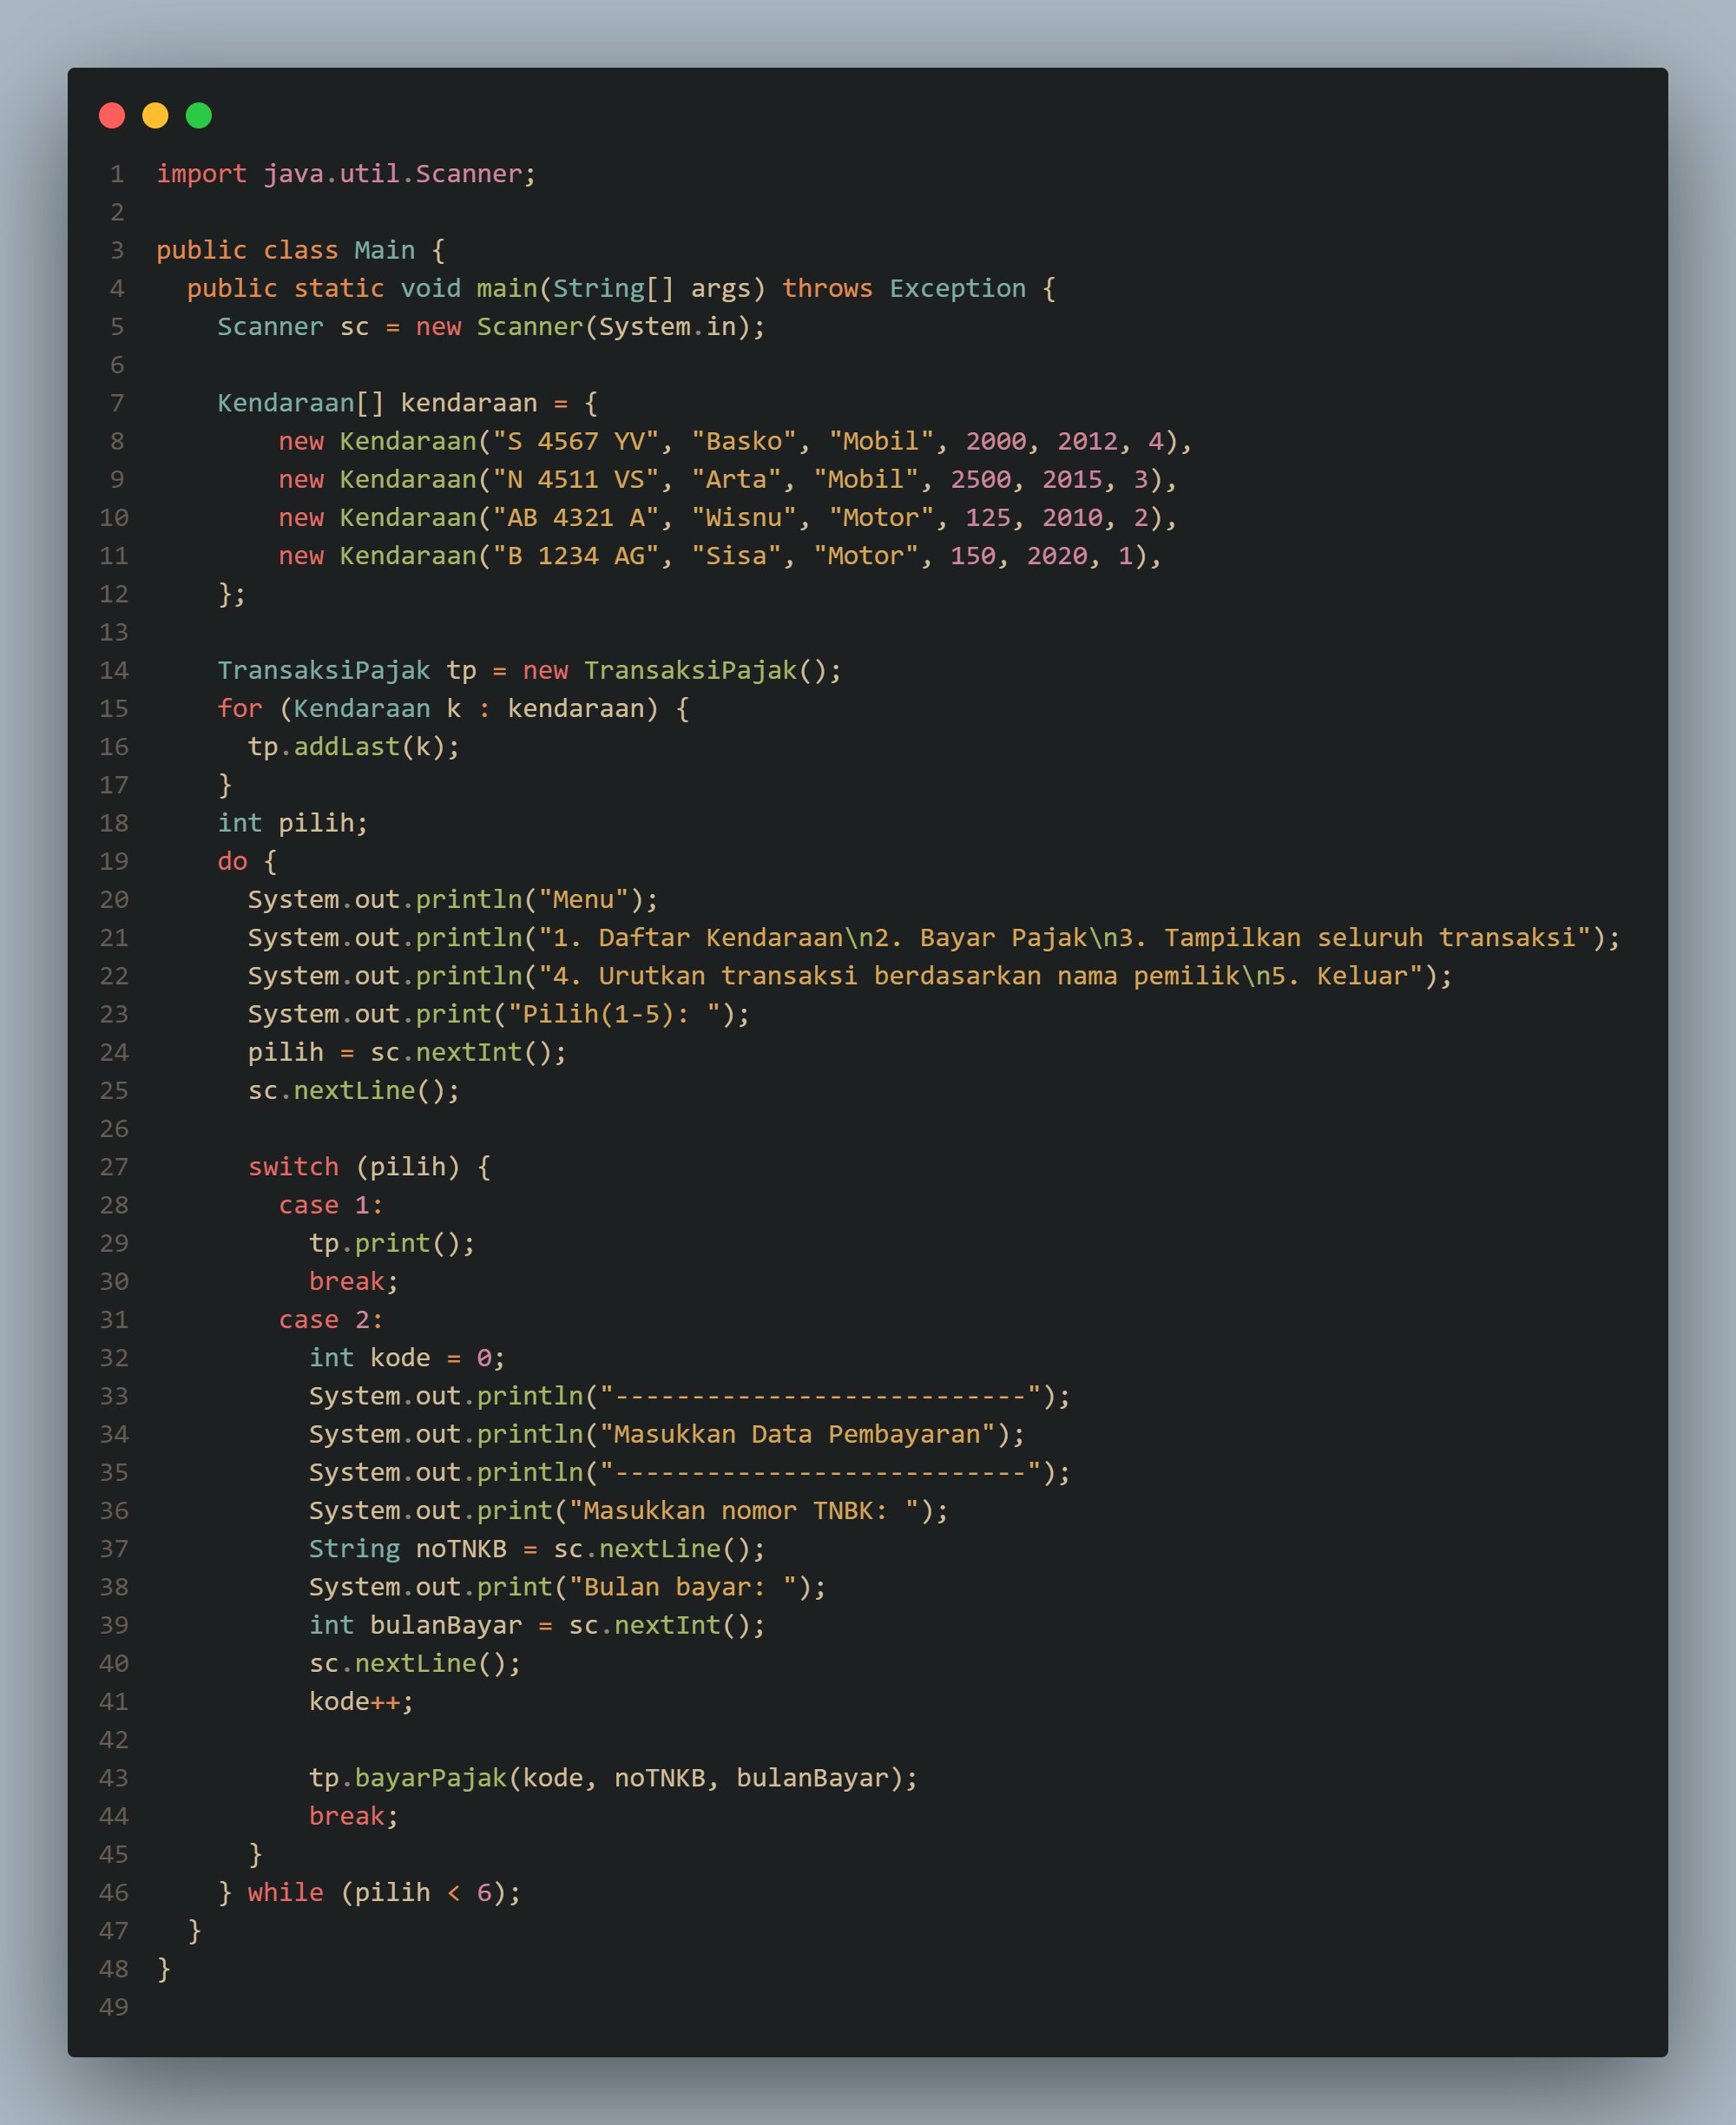 1 import java.util.Scanner;
2
3 public class Main {
4   public static void main(String[] args) throws Exception {
5     Scanner sc = new Scanner(System.in);
6
7     Kendaraan[] kendaraan = {
8         new Kendaraan("S 4567 YV", "Basko", "Mobil", 2000, 2012, 4),
9         new Kendaraan("N 4511 VS", "Arta", "Mobil", 2500, 2015, 3),
10         new Kendaraan("AB 4321 A", "Wisnu", "Motor", 125, 2010, 2),
11         new Kendaraan("B 1234 AG", "Sisa", "Motor", 150, 2020, 1),
12     };
13
14     TransaksiPajak tp = new TransaksiPajak();
15     for (Kendaraan k : kendaraan) {
16       tp.addLast(k);
17     }
18     int pilih;
19     do {
20       System.out.println("Menu");
21       System.out.println("1. Daftar Kendaraan\n2. Bayar Pajak\n3. Tampilkan seluruh transaksi");
22       System.out.println("4. Urutkan transaksi berdasarkan nama pemilik\n5. Keluar");
23       System.out.print("Pilih(1-5): ");
24       pilih = sc.nextInt();
25       sc.nextLine();
26
27       switch (pilih) {
28         case 1:
29           tp.print();
30           break;
31         case 2:
32           int kode = 0;
33           System.out.println("---------------------------");
34           System.out.println("Masukkan Data Pembayaran");
35           System.out.println("---------------------------");
36           System.out.print("Masukkan nomor TNBK: ");
37           String noTNKB = sc.nextLine();
38           System.out.print("Bulan bayar: ");
39           int bulanBayar = sc.nextInt();
40           sc.nextLine();
41           kode++;
42
43           tp.bayarPajak(kode, noTNKB, bulanBayar);
44           break;
45       }
46     } while (pilih < 6);
47   }
48 }
49